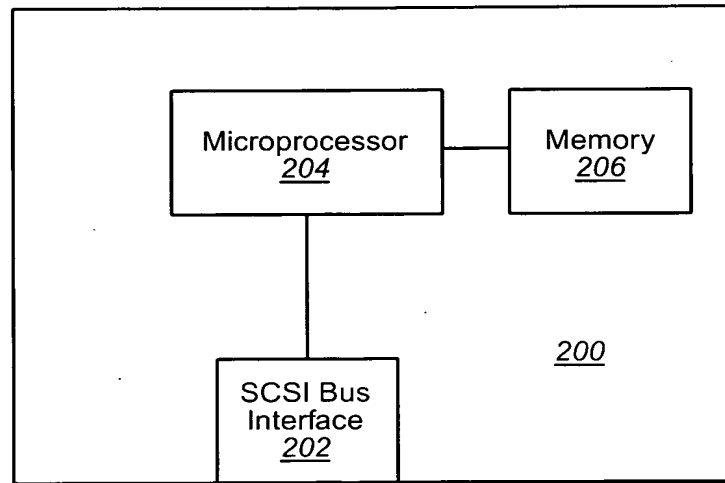 Microprocessor
204
Memory
206
200
SCSI Bus
Interface
202